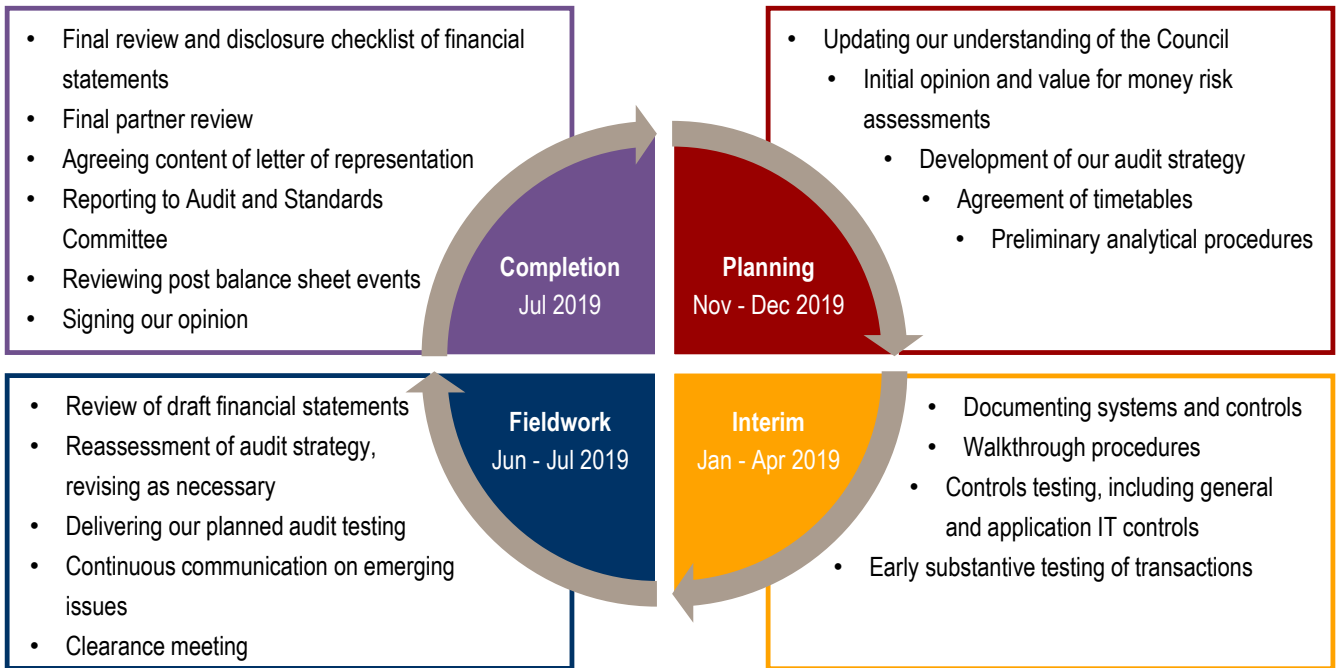 • Final review and disclosure checklist of financial
statements
• Final partner review
• Agreeing content of letter of representation
• Reporting to Audit and Standards
Committee
• Reviewing post balance sheet events
• Signing our opinion
• Updating our understanding of the Council
• Initial opinion and value for money risk
assessments
• Development of our audit strategy
• Agreement of timetables
• Preliminary analytical procedures
Completion
Jul 2019
Planning
Nov - Dec 2019
Fieldwork
Jun - Jul 2019
Interim
Jan - Apr 2019
• Review of draft financial statements
• Reassessment of audit strategy,
revising as necessary
• Delivering our planned audit testing
• Continuous communication on emerging
issues
• Clearance meeting
• Documenting systems and controls
• Walkthrough procedures
• Controls testing, including general
and application IT controls
• Early substantive testing of transactions